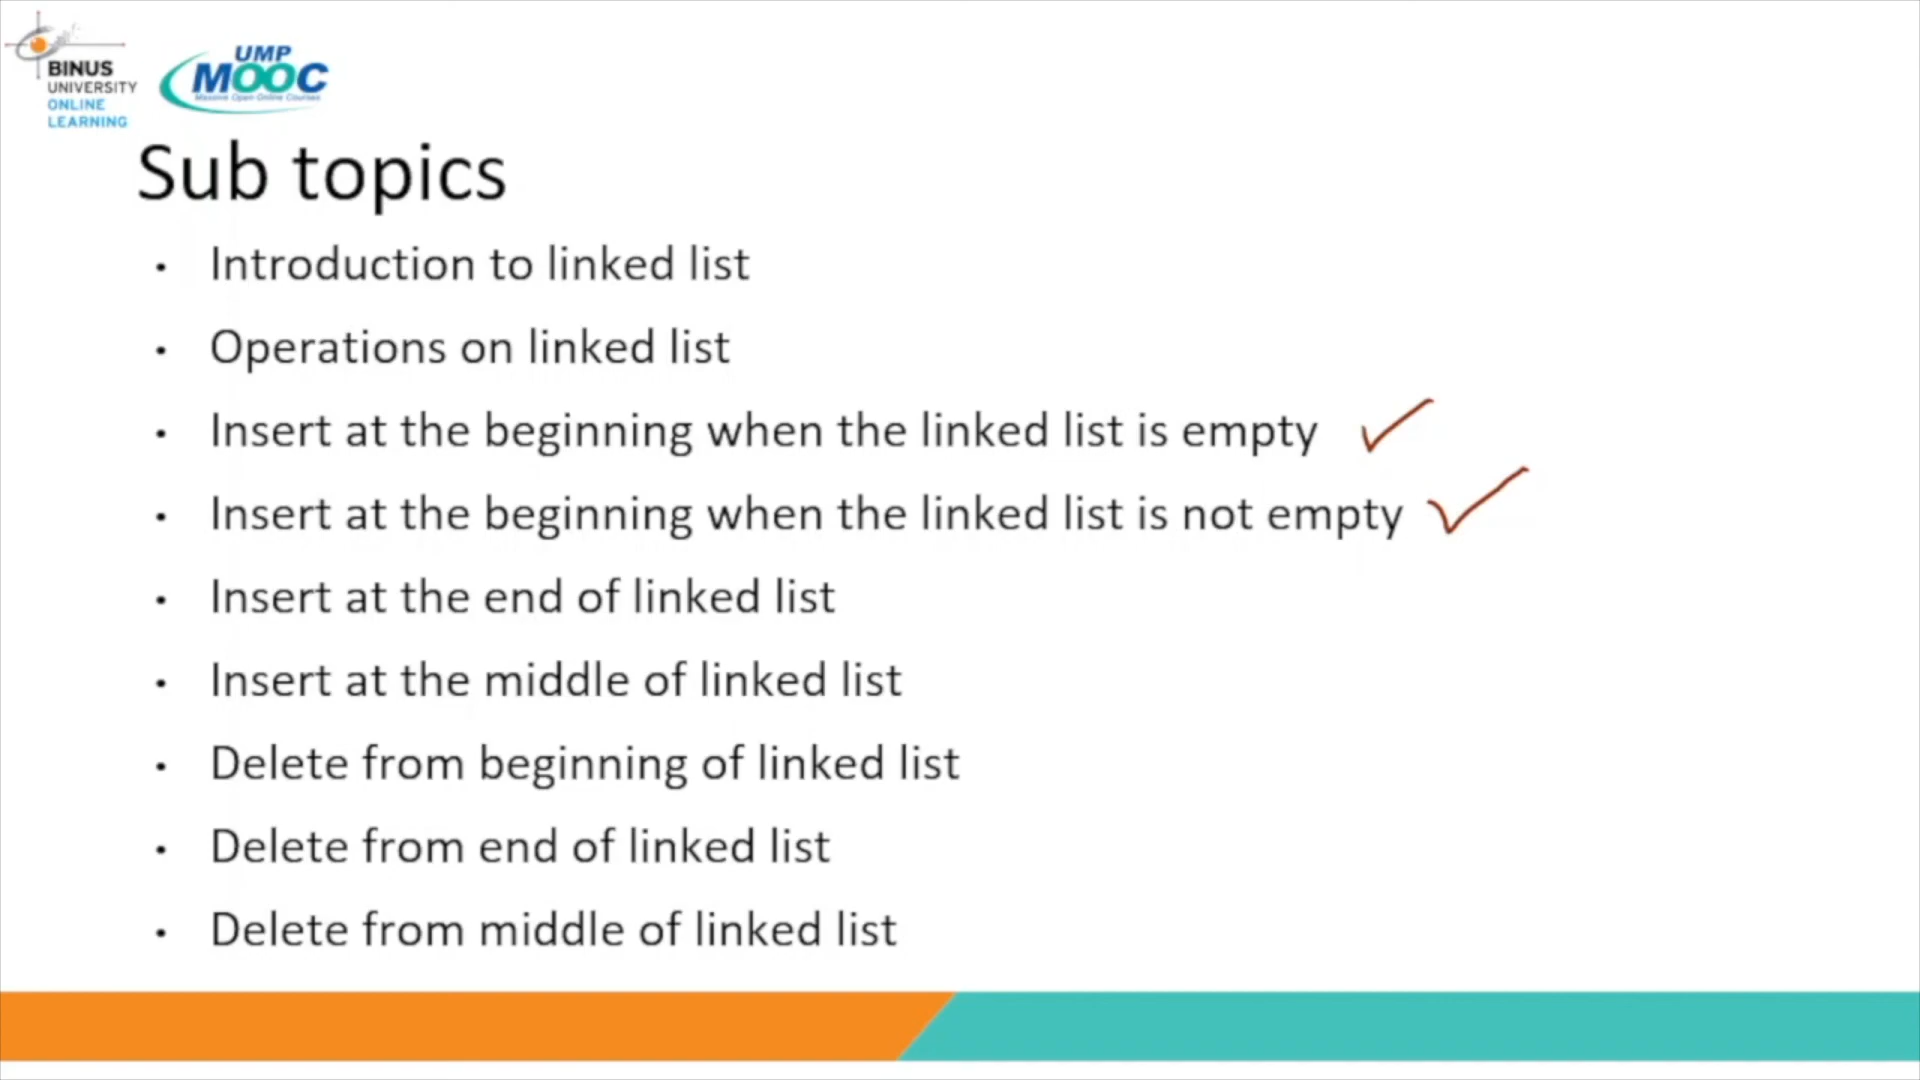 BINUS
UNIVERSITY
ONLINE
LEARNING
UMP
MOOC
Massive Open Online Courses
Sub topics
• Introduction to linked list
• Operations on linked list
• Insert at the beginning when the linked list is empty
• Insert at the beginning when the linked list is not empty
• Insert at the end of linked list
• Insert at the middle of linked list
• Delete from beginning of linked list
• Delete from end of linked list
• Delete from middle of linked list